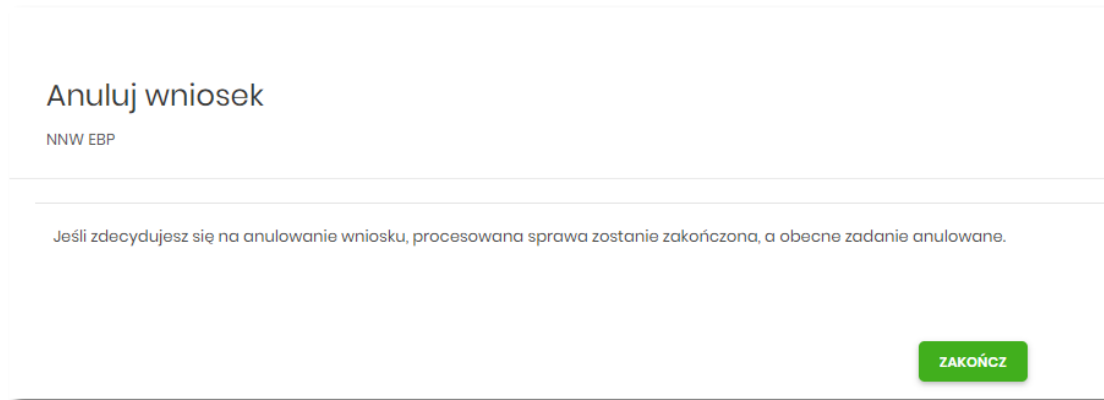 Anuluj wniosek
NNW EBP
Jeśli zdecydujesz się na anulowanie wniosku, procesowana sprawa zostanie zakończona, a obecne zadanie anulowane.
ZAKOŃCZ